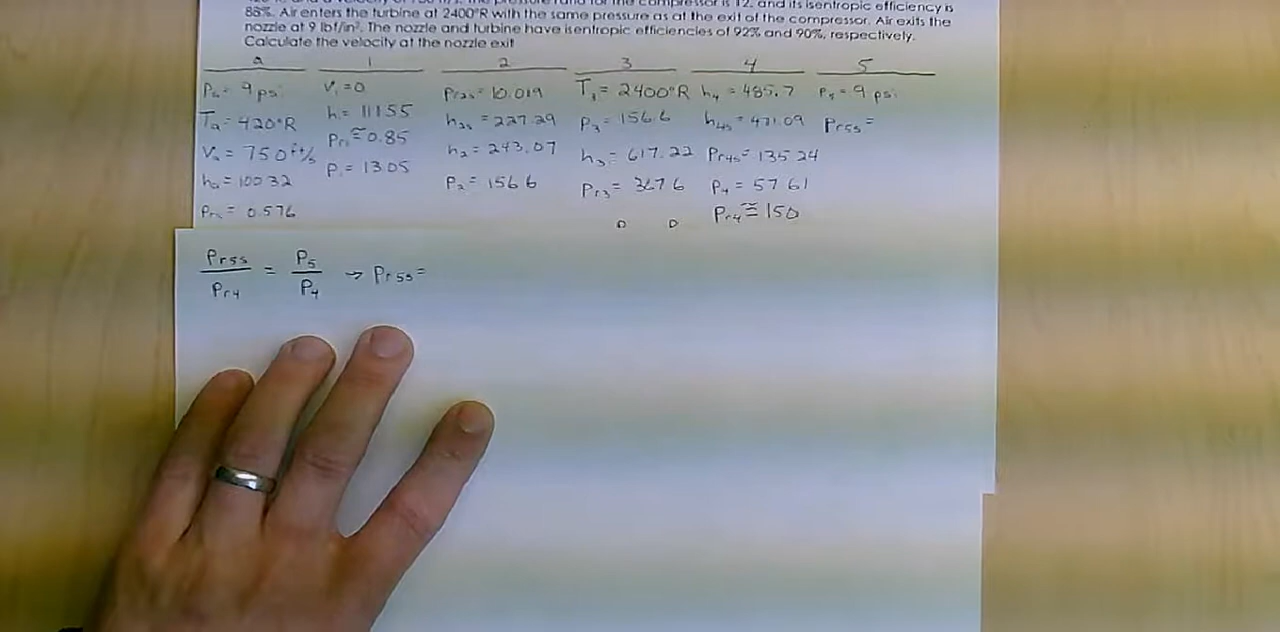 and its isentropic efficiency is
88%. Air enters the turbine at 2400°R with the same pressure as at the exit of the compressor. Air exits the
nozzle at 9 lbf/in². The nozzle and turbine have isentropic efficiencies of 92% and 90%, respectively.
Calculate the velocity at the nozzle exit
a 1 2 3 4 5
Pa = 9 psi V₁ = 0 Pr2s = 10.019 T₃ = 2400°R h₄ = 485.7 P₅ = 9 psi
Ta = 420°R h₁ = 111.55 h2s = 227.29 P₃ = 156.6 h4s = 471.09 Pr5s =
Va = 750 ft/s Pr1 ≅ 0.85 h₂ = 243.07 h₃ = 617.22 Pr4s = 135.24
ha = 100.32 P₁ = 13.05 P₂ = 156.6 Pr3 = 367.6 P₄ = 57.61
Pra = 0.576 Pr4 ≅ 150
Pr5s / Pr4 = P₅ / P₄ → Pr5s =